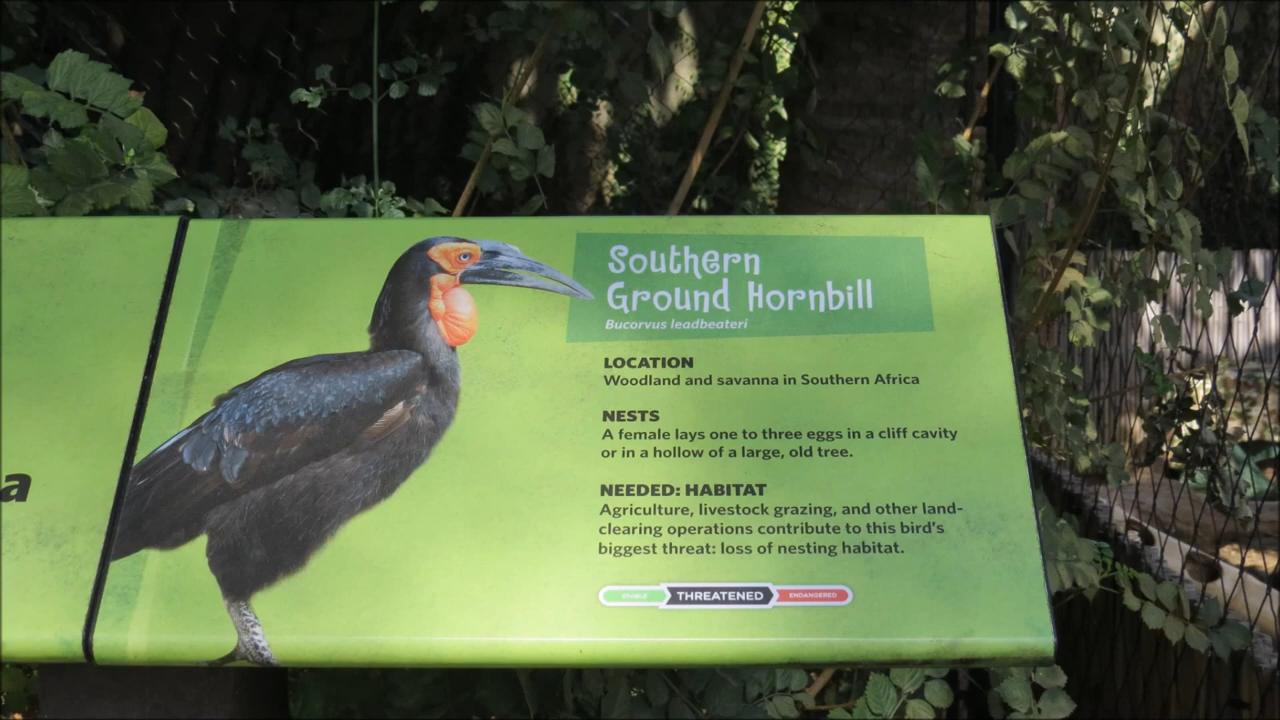 Southern
Ground Hornbill
Bucorvus leadbeateri
LOCATION
Woodland and savanna in Southern Africa
NESTS
A female lays one to three eggs in a cliff cavity
or in a hollow of a large, old tree.
NEEDED: HABITAT
Agriculture, livestock grazing, and other land-
clearing operations contribute to this bird's
biggest threat: loss of nesting habitat.
STABLE THREATENED ENDANGERED
a